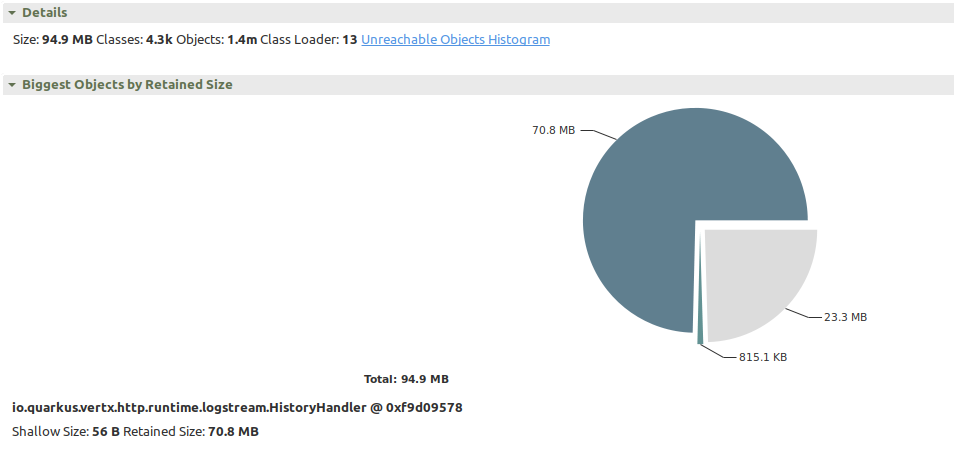 Details
Size: 94.9 MB Classes: 4.3k Objects: 1.4m Class Loader: 13 Unreachable Objects Histogram
Biggest Objects by Retained Size
70.8 MB
23.3 MB
815.1 KB
Total: 94.9 MB
io.quarkus.vertx.http.runtime.logstream.HistoryHandler @ 0xf9d09578
Shallow Size: 56 B Retained Size: 70.8 MB